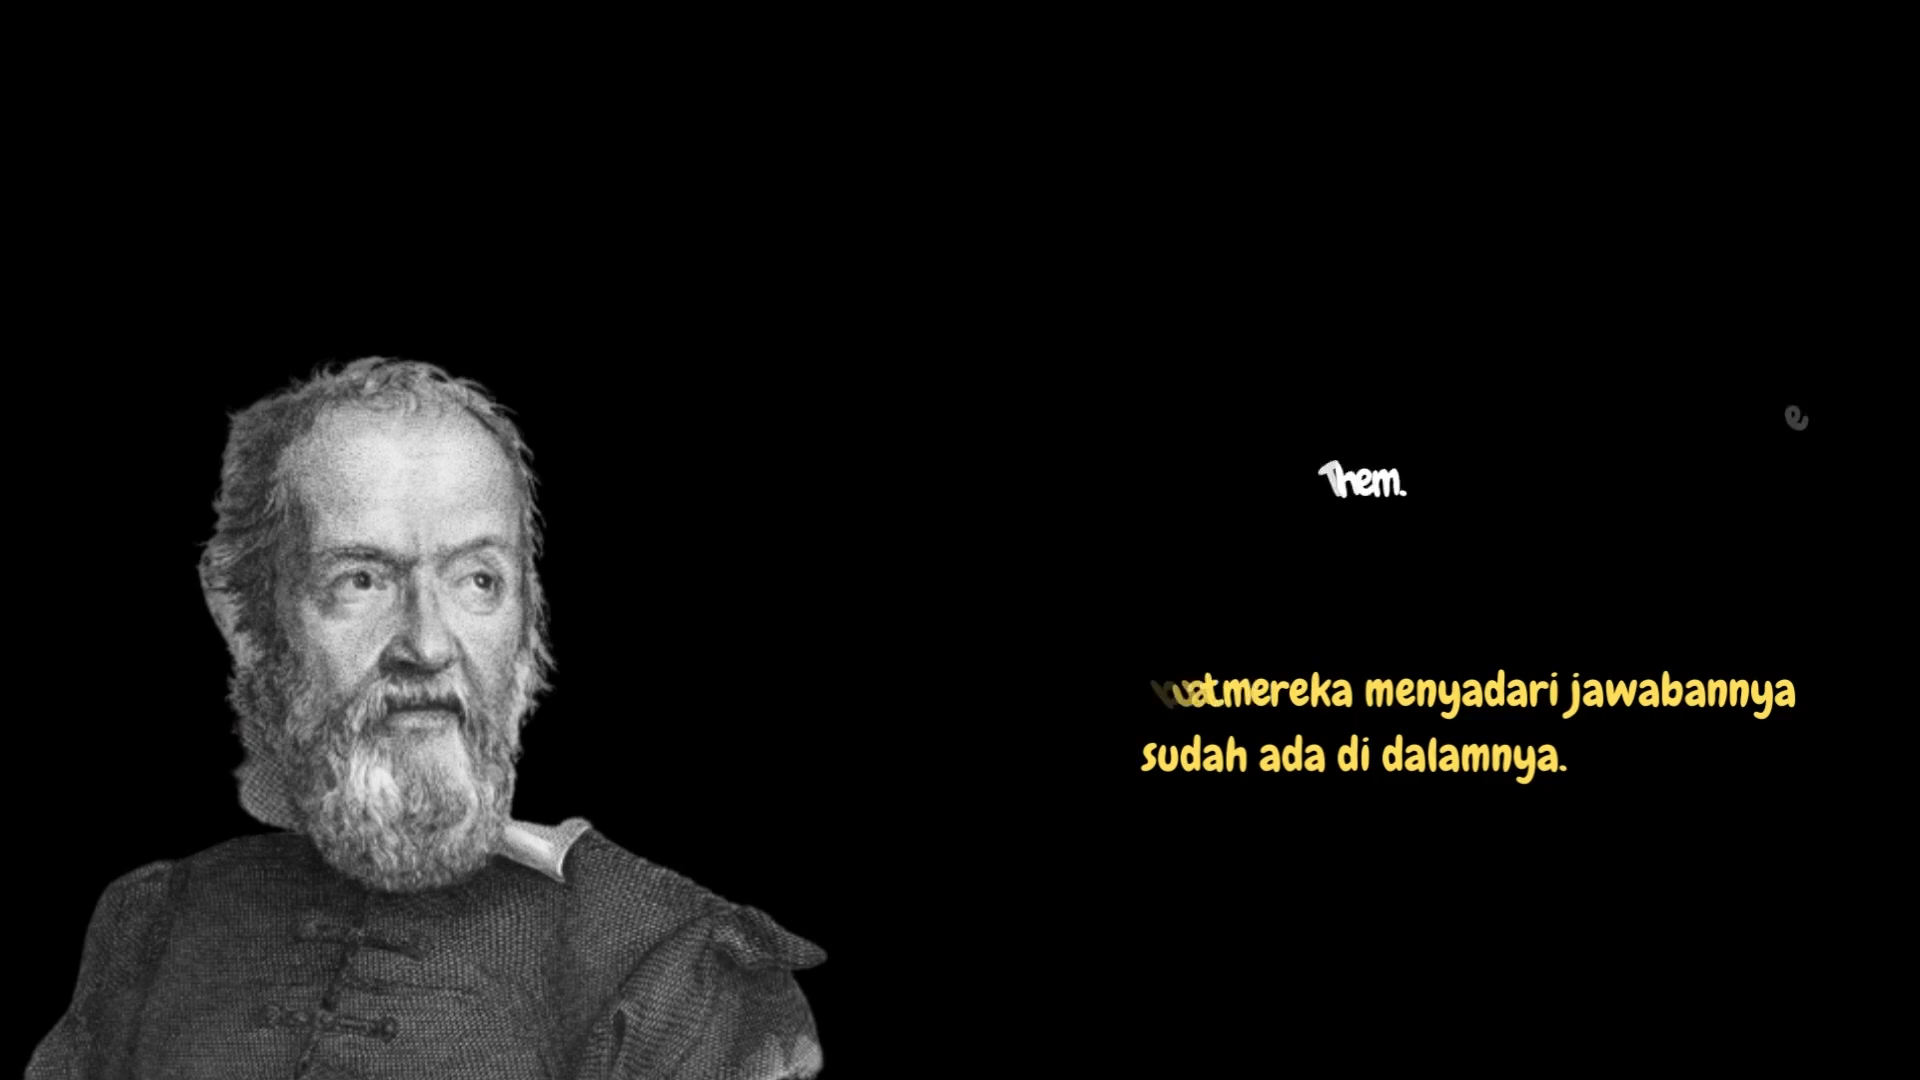 e
Them.
mereka menyadari jawabannya
sudah ada di dalamnya.